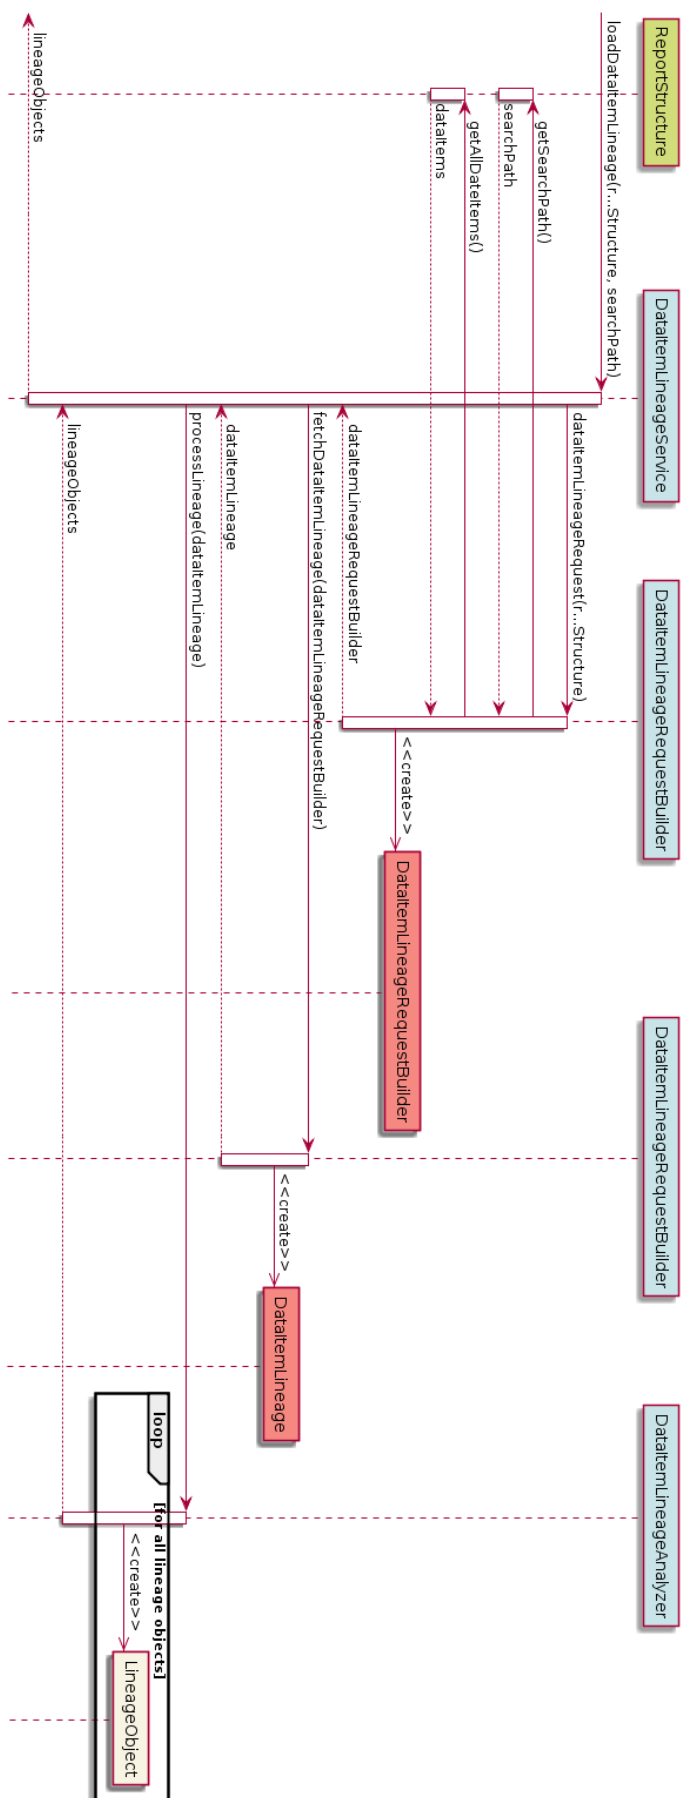 ReportStructure
DataItemLineageService
DataItemLineageRequestBuilder
DataItemLineageRequestBuilder
DataItemLineageAnalyzer
loadDataItemLineage(r...Structure, searchPath)
dataItemLineageRequest(r...Structure)
getSearchPath()
searchPath
getAllDateItems()
dataItems
<<create>>
DataItemLineageRequestBuilder
dataItemLineageRequestBuilder
fetchDataItemLineage(dataItemLineageRequestBuilder)
<<create>>
DataItemLineage
dataItemLineage
processLineage(dataItemLineage)
loop
[for all lineage objects]
<<create>>
LineageObject
lineageObjects
lineageObjects